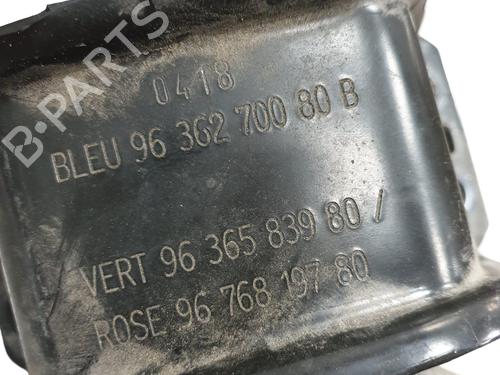 B-PARTS
0418
BLEU 96 362 700 80 B
VERT 96 365 839 80 /
ROSE 96 768 197 80